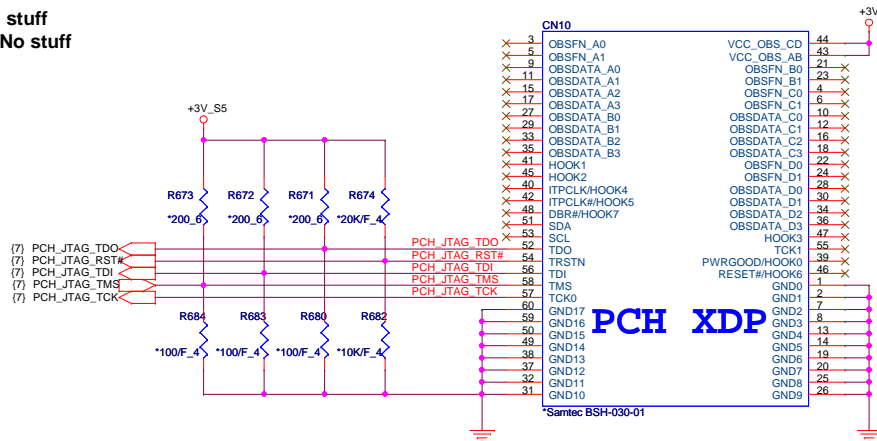 stuff
No stuff
CN10
+3V
3 OBSFN_A0 VCC_OBS_CD 44
5 OBSFN_A1 VCC_OBS_AB 43
9 OBSDATA_A0 OBSFN_B0 21
11 OBSDATA_A1 OBSFN_B1 23
15 OBSDATA_A2 OBSFN_C0 4
17 OBSDATA_A3 OBSFN_C1 6
27 OBSDATA_B0 OBSDATA_C0 10
29 OBSDATA_B1 OBSDATA_C1 12
33 OBSDATA_B2 OBSDATA_C2 16
35 OBSDATA_B3 OBSDATA_C3 18
41 HOOK1 OBSFN_D0 22
45 HOOK2 OBSFN_D1 24
40 ITPCLK/HOOK4 OBSDATA_D0 28
42 ITPCLK#/HOOK5 OBSDATA_D1 30
48 DBR#/HOOK7 OBSDATA_D2 34
51 SDA OBSDATA_D3 36
53 SCL HOOK3 47
52 TDO TCK1 55
54 TRSTN PWRGOOD/HOOK0 39
56 TDI RESET#/HOOK6 46
58 TMS GND0 1
57 TCK0 GND1 2
60 GND17 GND2 7
59 GND16 GND3 8
50 GND15 GND4 13
49 GND14 GND5 14
38 GND13 GND6 19
37 GND12 GND7 20
32 GND11 GND8 25
31 GND10 GND9 26
PCH XDP
*Samtec BSH-030-01
+3V_S5
R673 R672 R671 R674
*200_6 *200_6 *200_6 *20K/F_4
{7} PCH_JTAG_TDO PCH_JTAG_TDO
{7} PCH_JTAG_RST# PCH_JTAG_RST#
{7} PCH_JTAG_TDI PCH_JTAG_TDI
{7} PCH_JTAG_TMS PCH_JTAG_TMS
{7} PCH_JTAG_TCK PCH_JTAG_TCK
R684 R683 R680 R682
*100/F_4 *100/F_4 *100/F_4 *10K/F_4